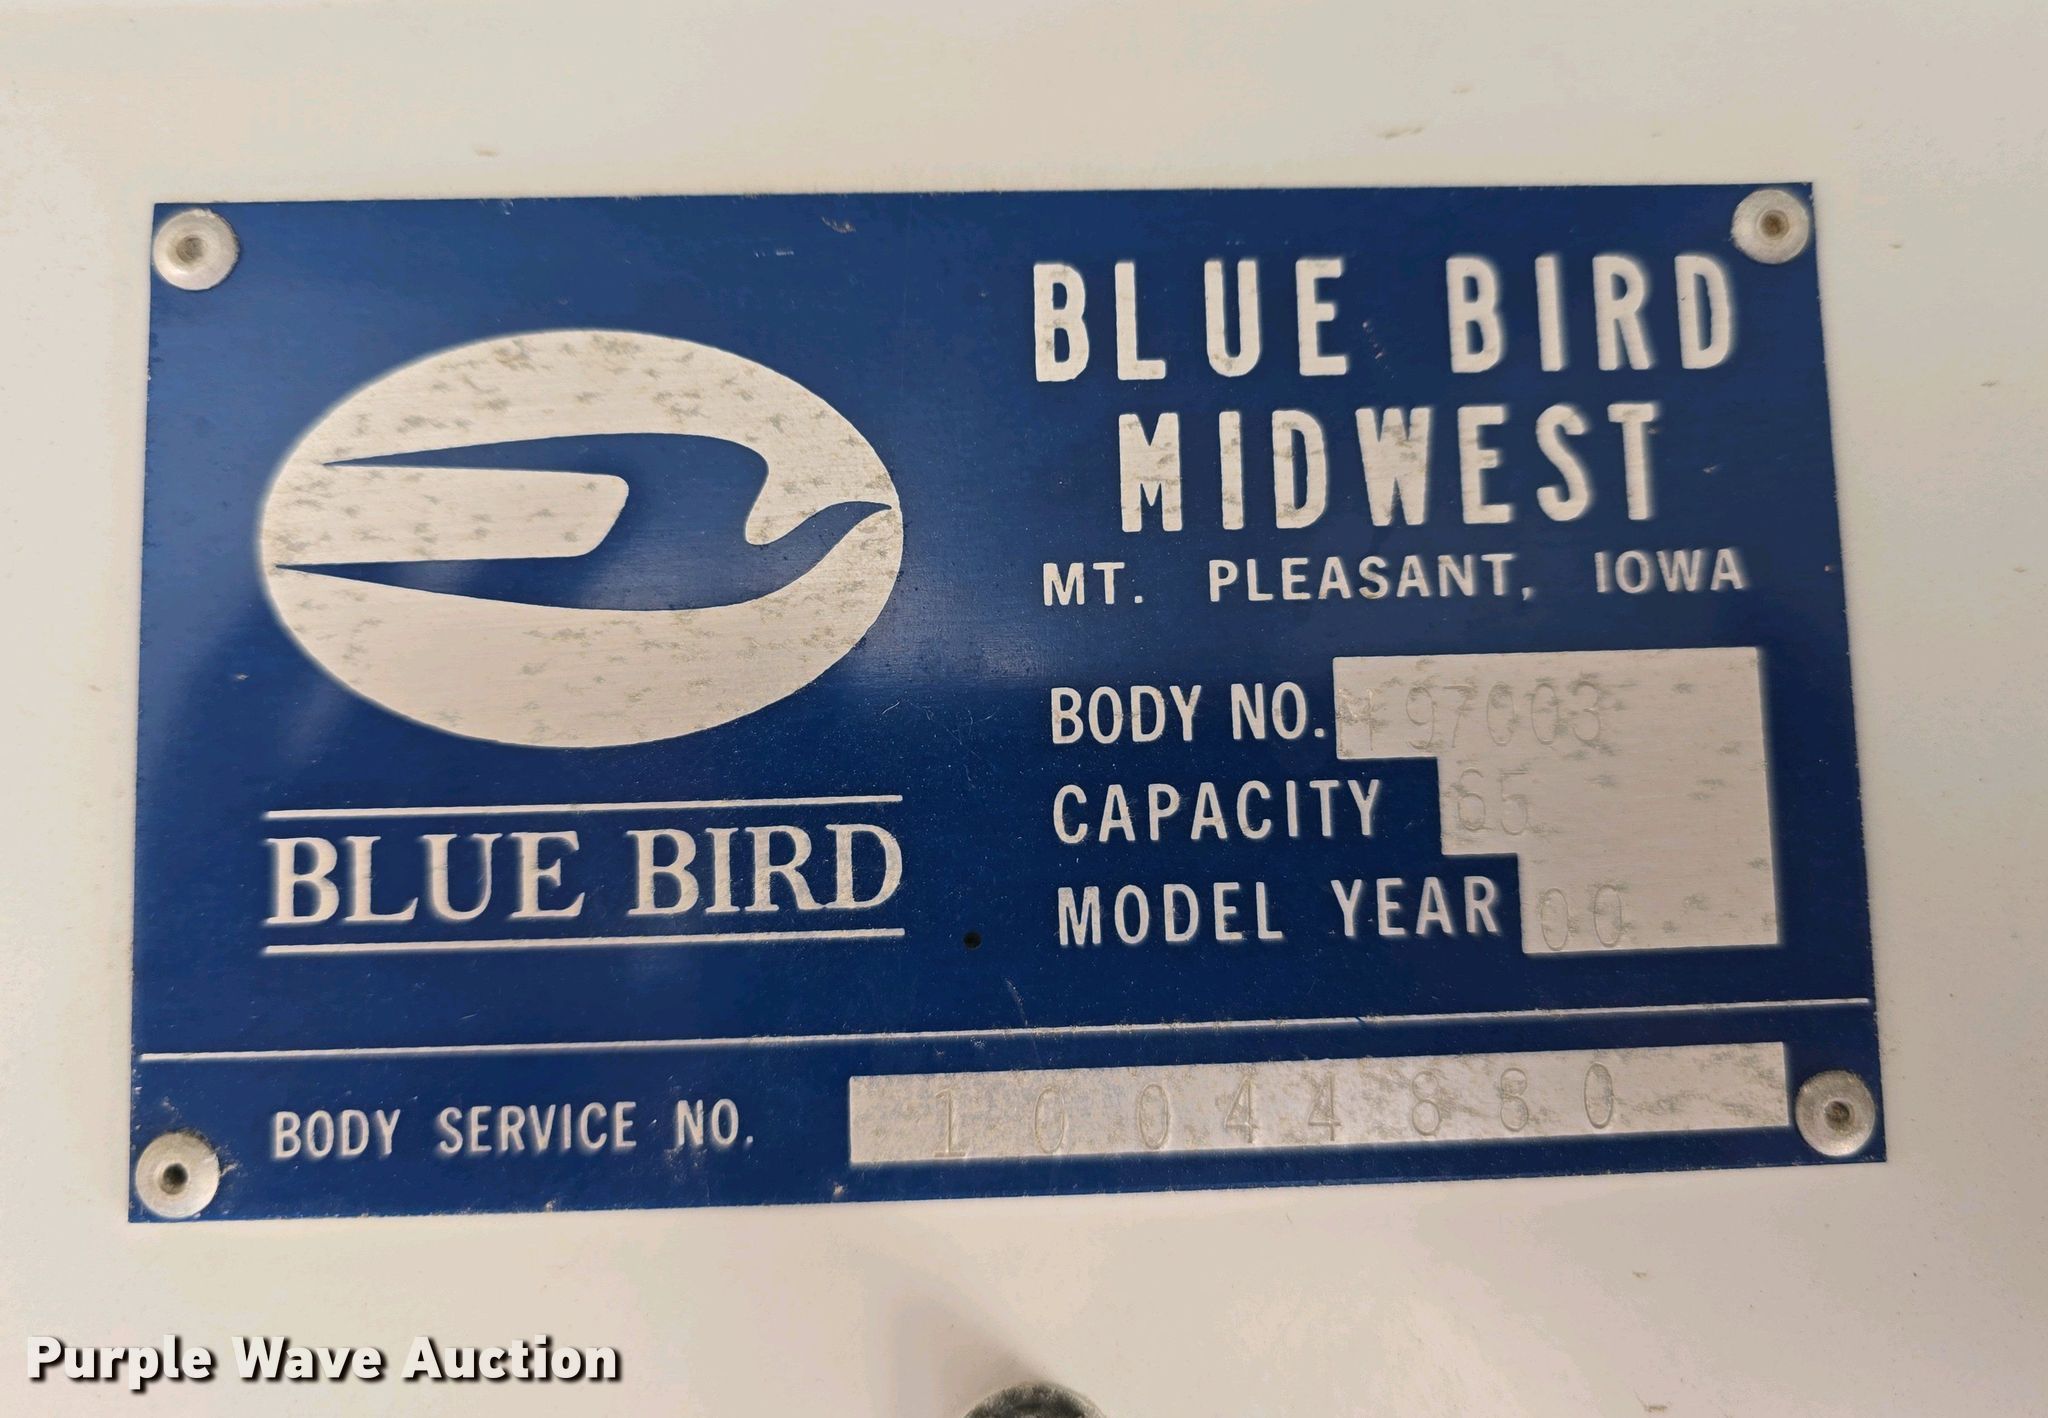 BLUE BIRD
MIDWEST
MT. PLEASANT, IOWA
BODY NO. 197003
CAPACITY 65
MODEL YEAR 00
BLUE BIRD
BODY SERVICE NO. 10044880
Purple Wave Auction